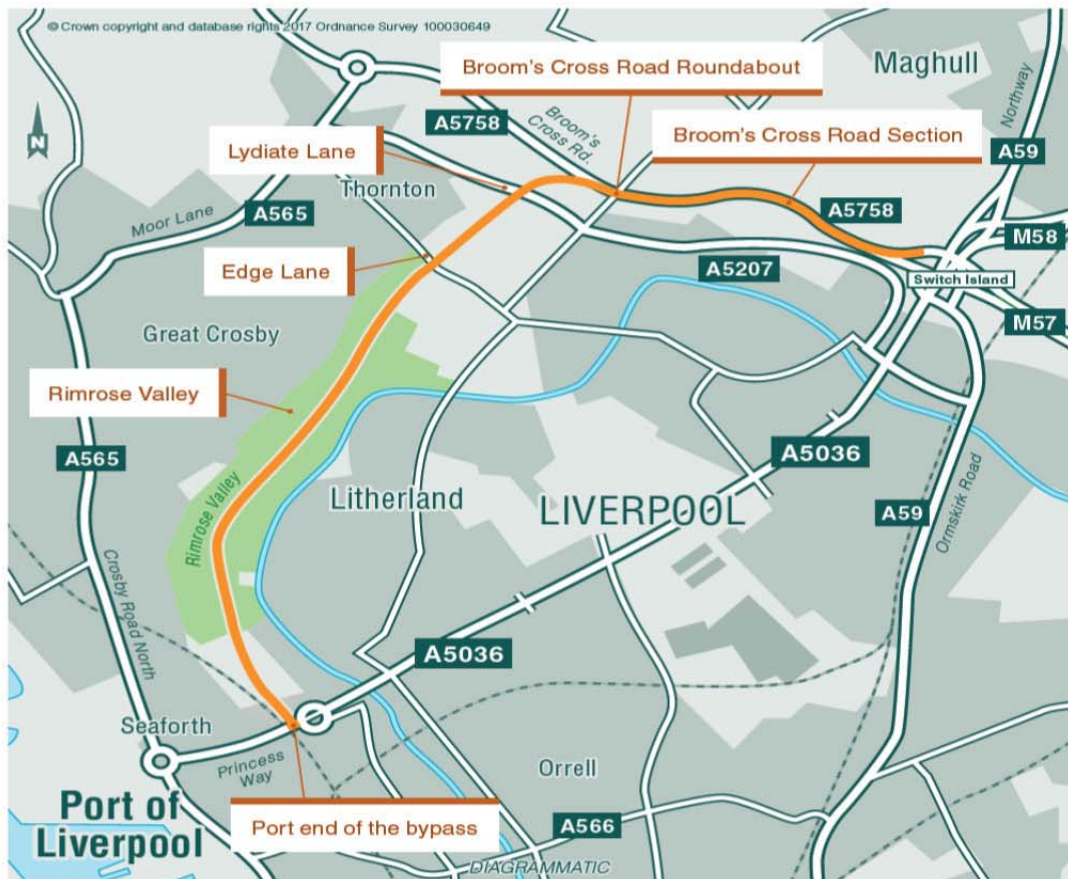 © Crown copyright and database rights 2017 Ordnance Survey 100030649
Broom's Cross Road Roundabout
Maghull
Northway
N
A5758
Broom's
Cross Rd.
Broom's Cross Road Section
A59
Lydiate Lane
Thornton
Moor Lane
A565
A5758
M58
Edge Lane
A5207
Switch Island
M57
Great Crosby
Rimrose Valley
A565
Rimrose Valley
Litherland
LIVERPOOL
A5036
A59
Ormskirk Road
Crosby Road North
A5036
Seaforth
Princess
Way
Orrell
Port of
Liverpool
Port end of the bypass
A566
DIAGRAMMATIC